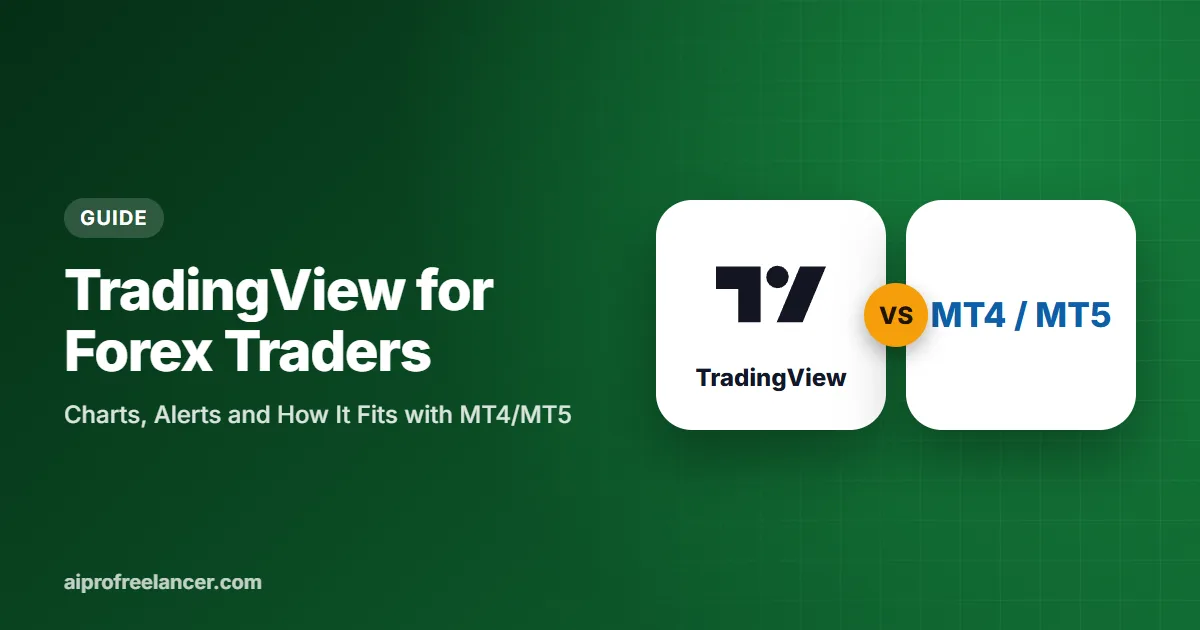 GUIDE
TradingView for
Forex Traders
Charts, Alerts and How It Fits with MT4/MT5
TradingView
VS
MT4 / MT5
aiprofreelancer.com